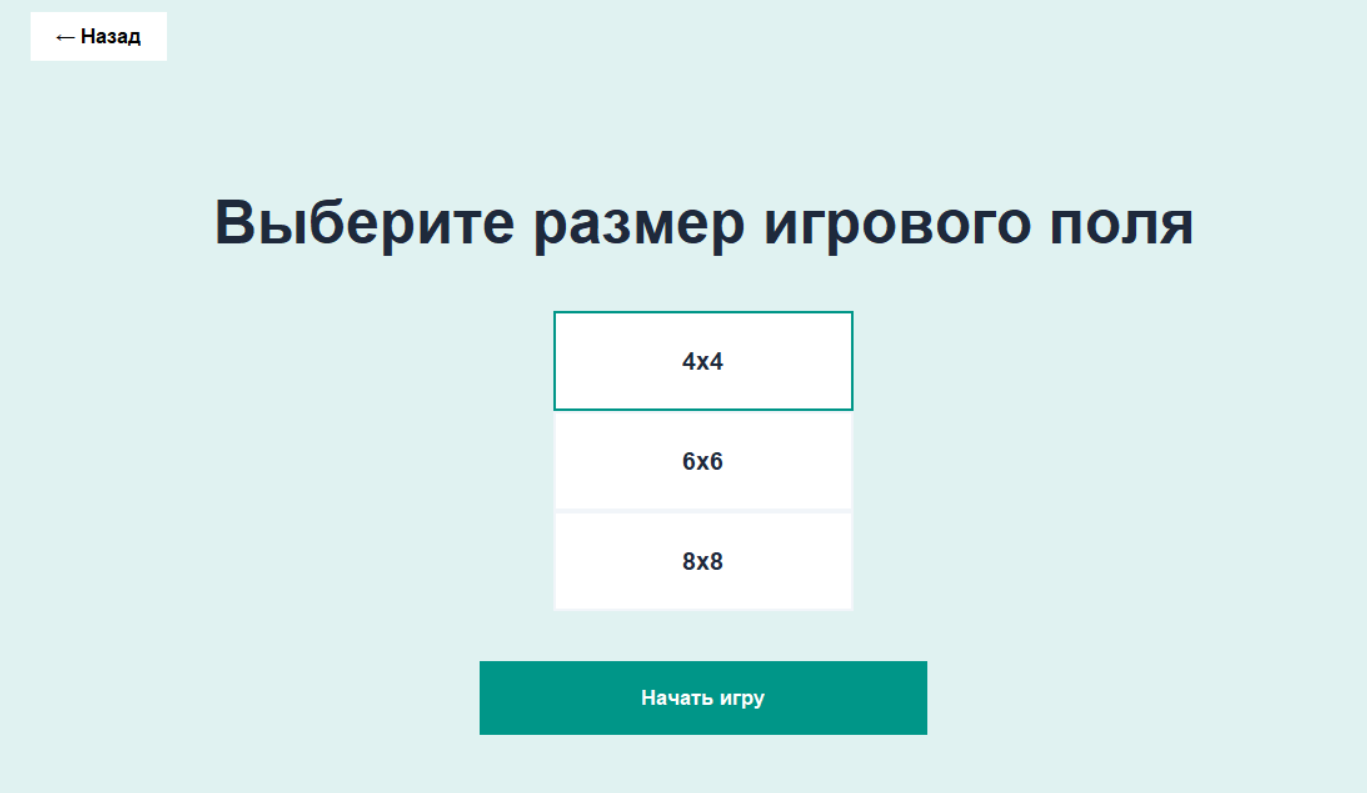 ← Назад
Выберите размер игрового поля
4x4
6x6
8x8
Начать игру